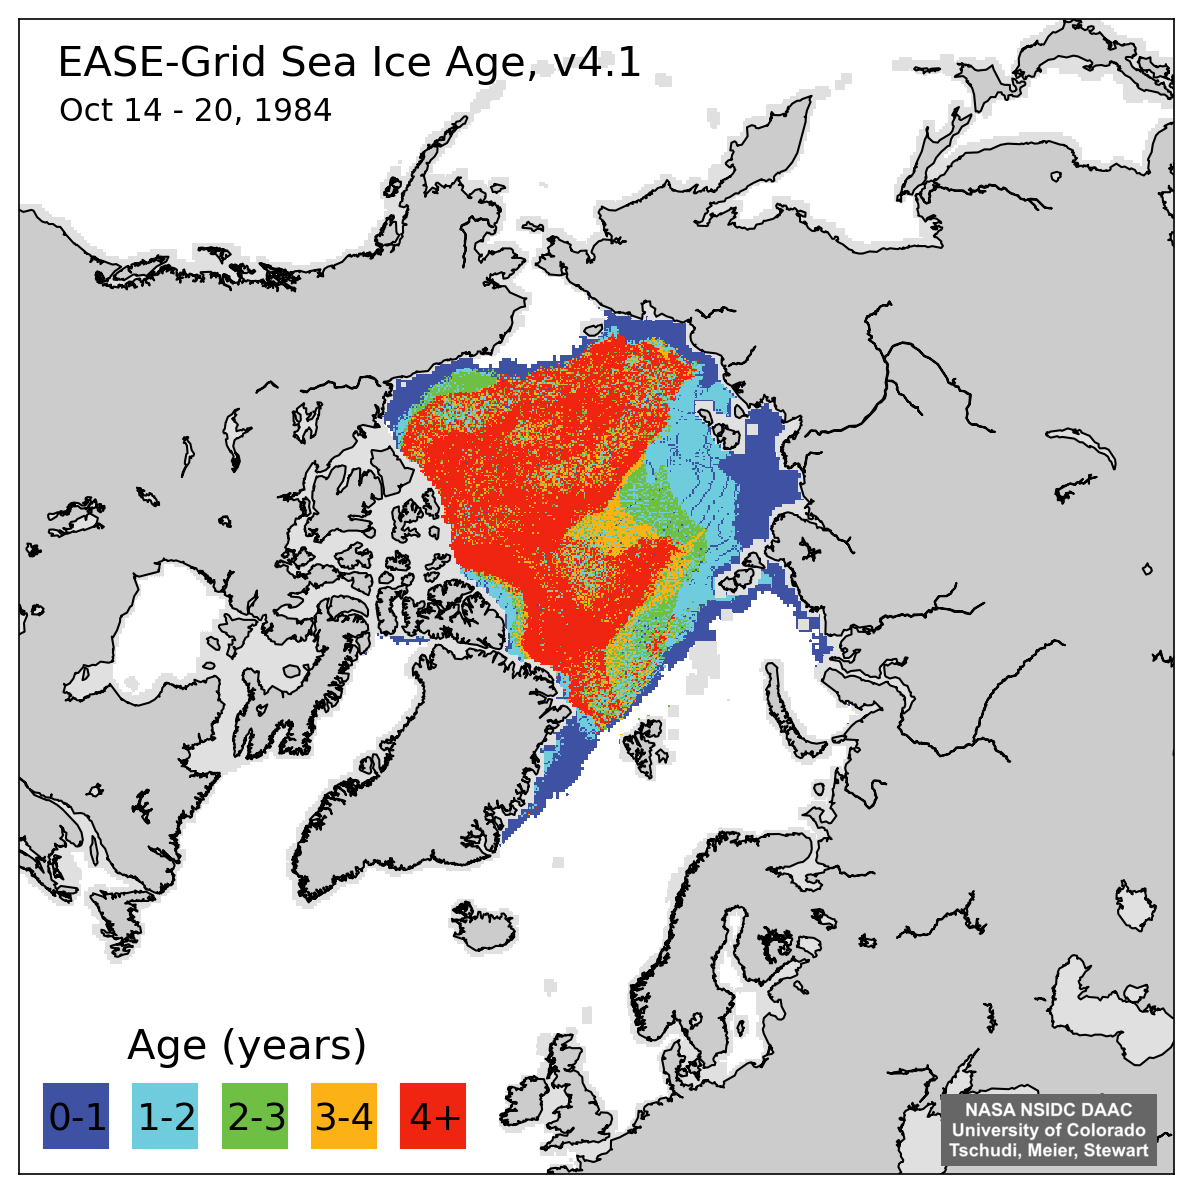 EASE-Grid Sea Ice Age, v4.1
Oct 14 - 20, 1984
Age (years)
0-1 1-2 2-3 3-4 4+
NASA NSIDC DAAC
University of Colorado
Tschudi, Meier, Stewart